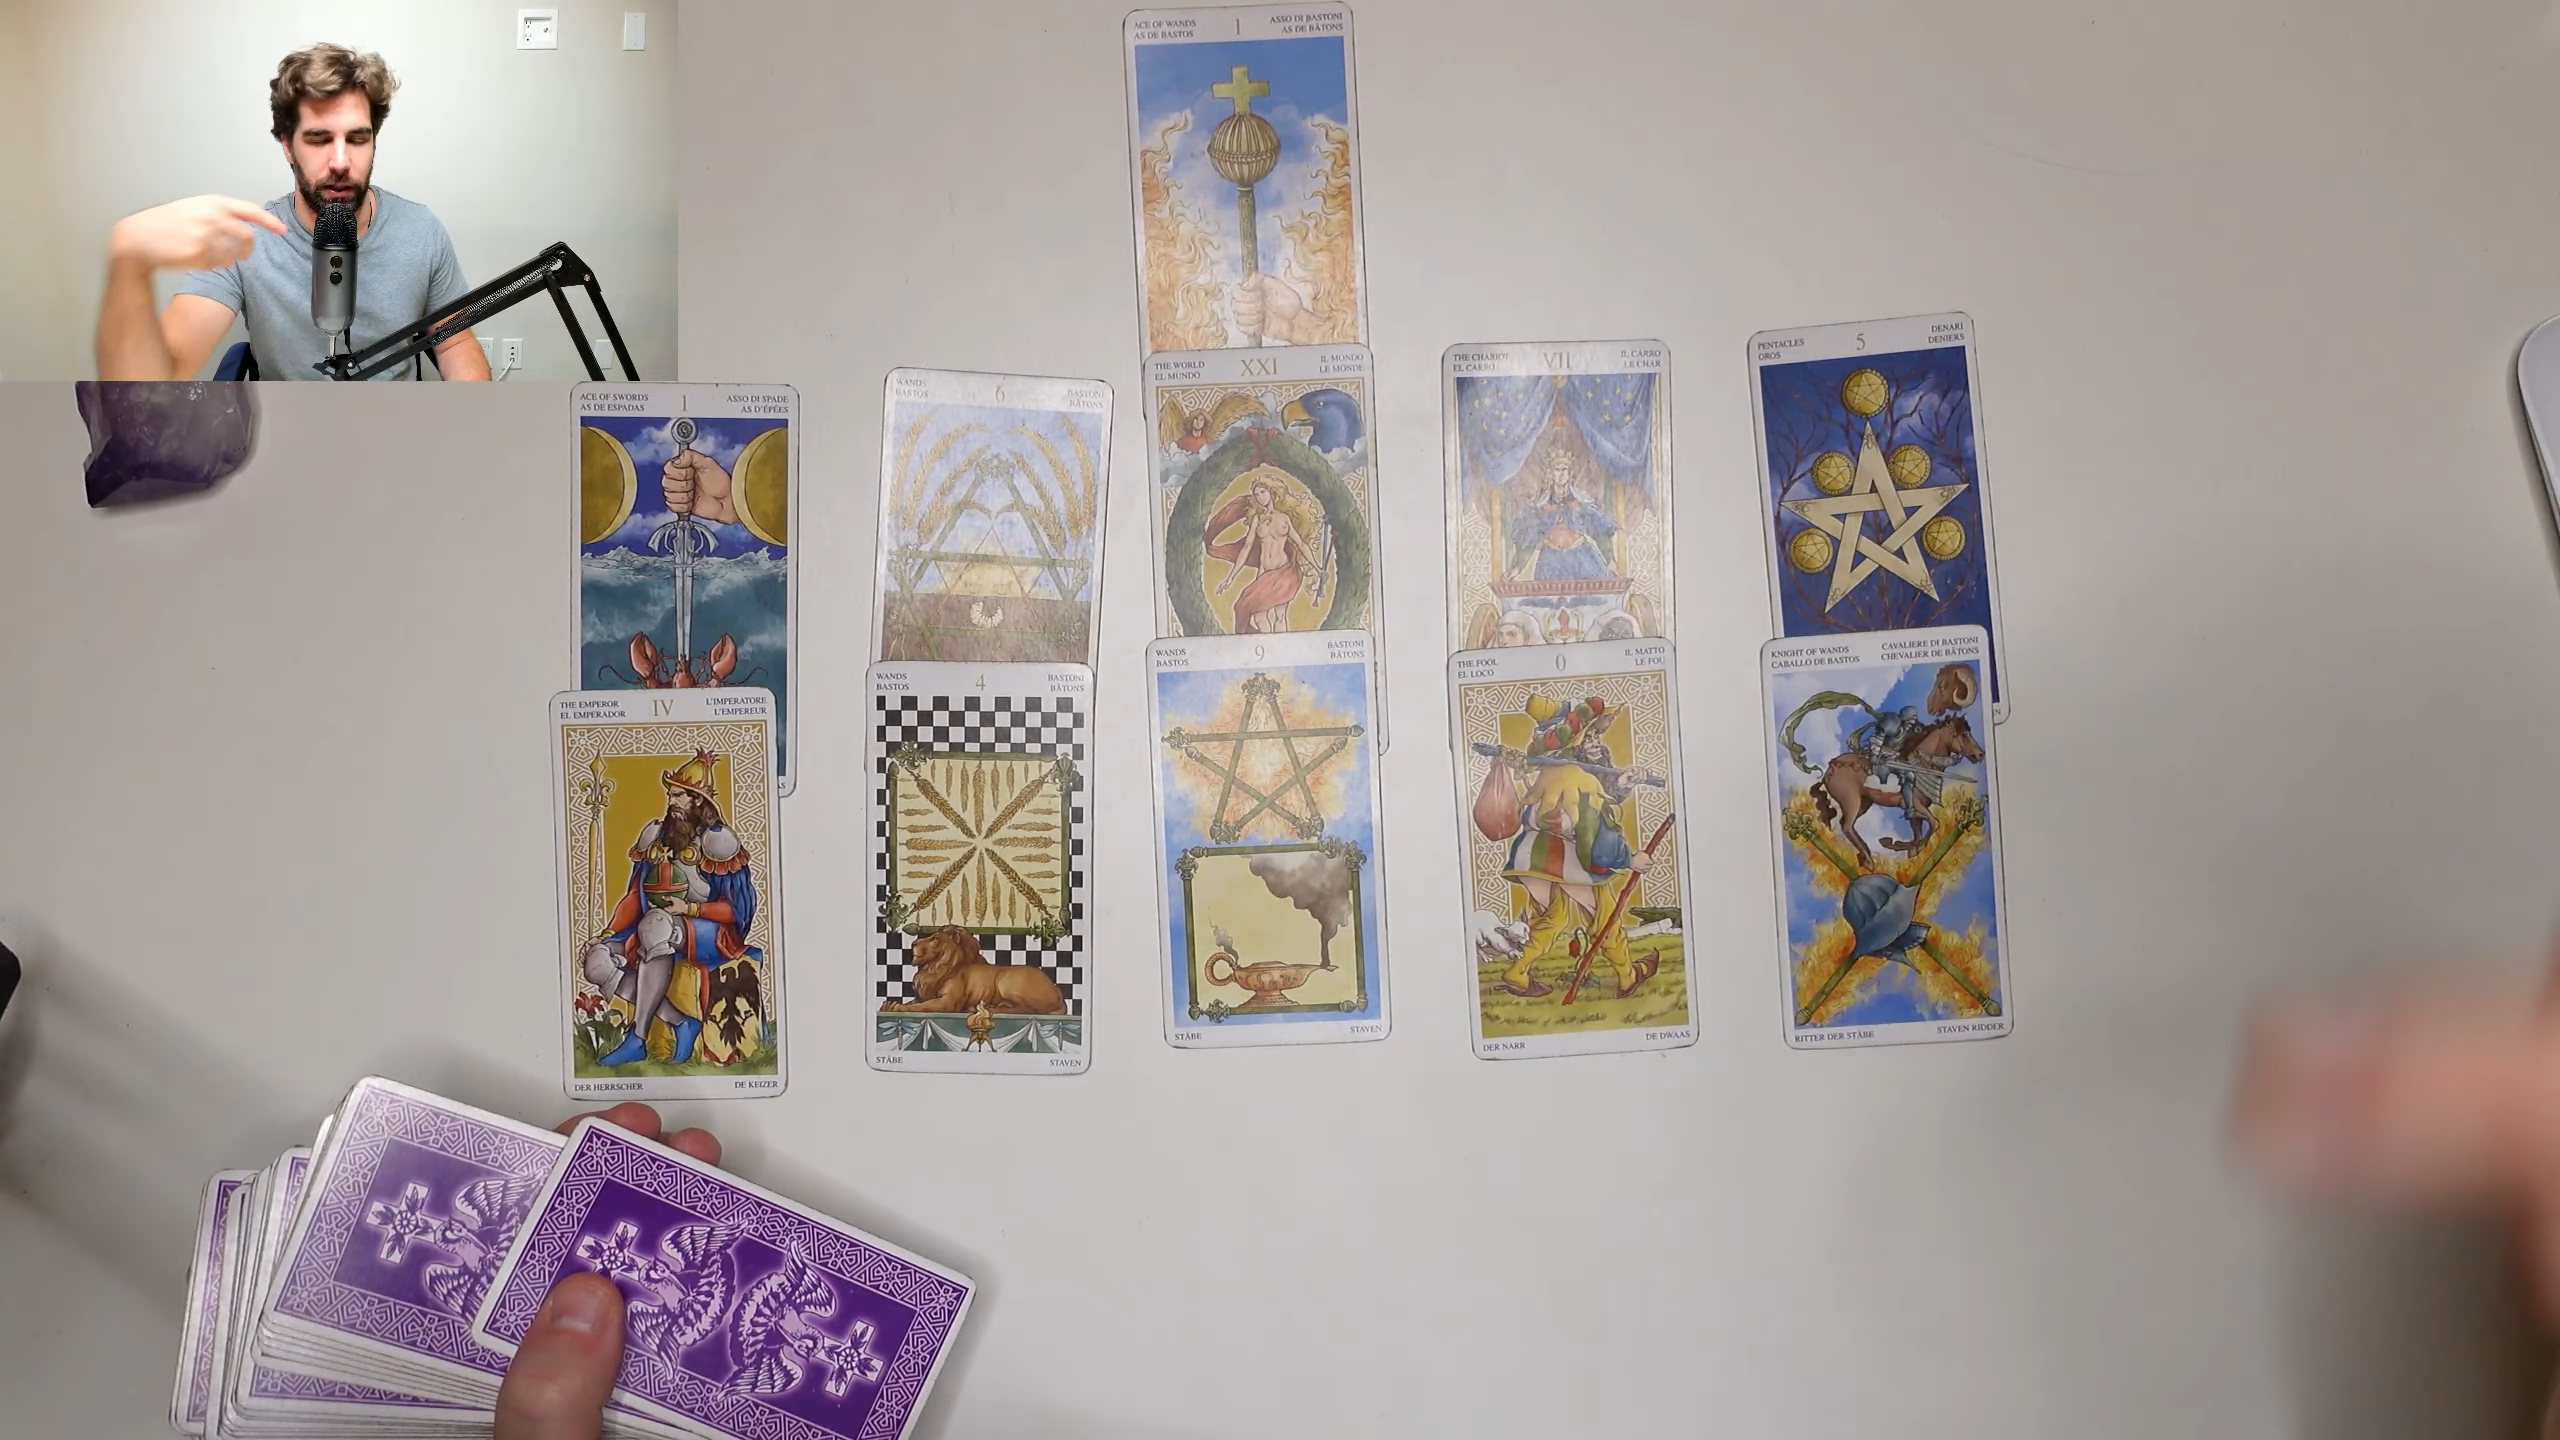 ACE OF WANDS
AS DE BASTOS
1
ASSO DI BASTONI
AS DE BÂTONS
ACE OF SWORDS
AS DE ESPADAS
1
ASSO DI SPADE
AS D'ÉPÉES
WANDS
BASTOS
6
BASTONI
BÂTONS
THE WORLD
EL MUNDO
XXI
IL MONDO
LE MONDE
THE CHARIOT
EL CARRO
VII
IL CARRO
LE CHAR
PENTACLES
OROS
5
DENARI
DENIERS
THE EMPEROR
EL EMPERADOR
IV
L'IMPERATORE
L'EMPEREUR
DER HERRSCHER
DE KEIZER
WANDS
BASTOS
4
BASTONI
BÂTONS
STÄBE
STAVEN
WANDS
BASTOS
9
BASTONI
BÂTONS
STÄBE
STAVEN
THE FOOL
EL LOCO
0
IL MATTO
LE FOU
DER NARR
DE DWAAS
KNIGHT OF WANDS
CABALLO DE BASTOS
CAVALIERE DI BASTONI
CHEVALIER DE BÂTONS
RITTER DER STÄBE
STAVEN RIDDER